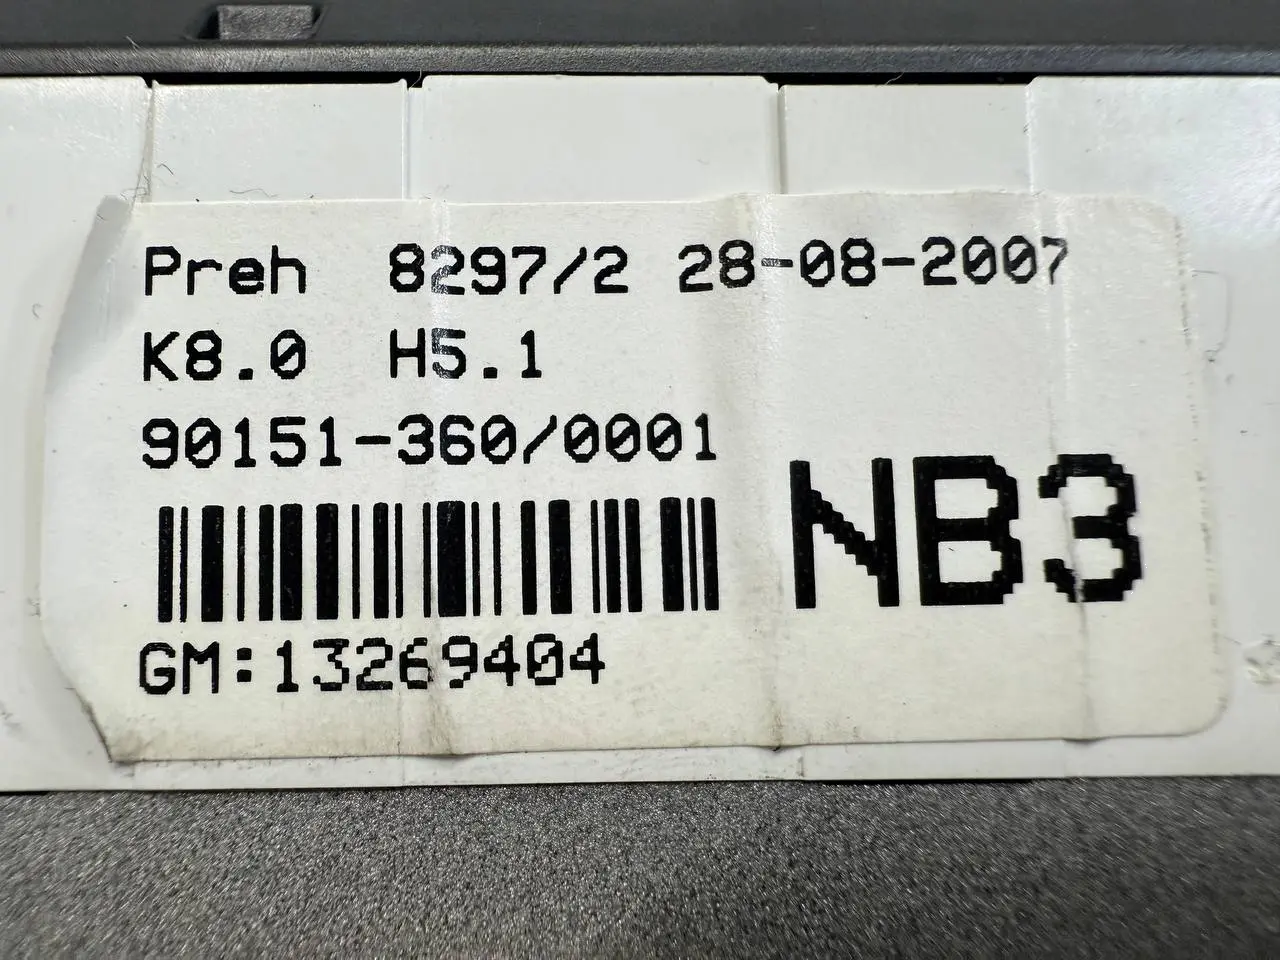 Preh 8297/2 28-08-2007
K8.0 H5.1
90151-360/0001
NB3
GM:13269404